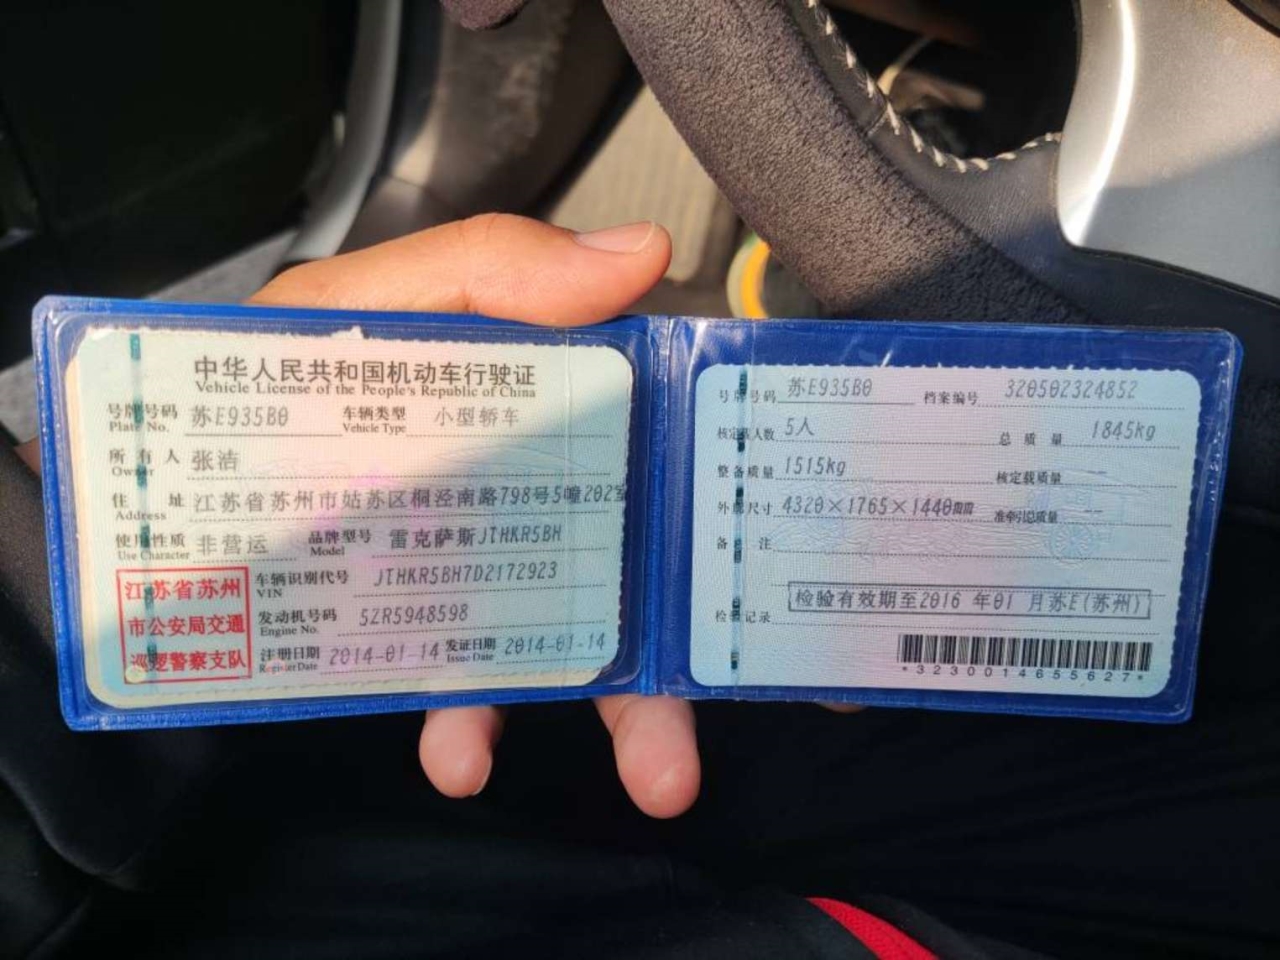 中华人民共和国机动车行驶证
Vehicle License of the People's Republic of China
号牌号码 苏E935B0 车辆类型 小型轿车
Plate No. Vehicle Type
所有人 张浩
Owner
住址 江苏省苏州市姑苏区桐泾南路798号5幢202室
Address
使用性质 非营运 品牌型号 雷克萨斯JTHKR5BH
Use Character Model
车辆识别代号 JTHKR5BH7D2172923
VIN
发动机号码 5ZR5948598
Engine No.
注册日期 2014-01-14 发证日期 2014-01-14
Register Date Issue Date
江苏省苏州
市公安局交通
巡逻警察支队
号牌号码 苏E935B0 档案编号 320502324852
核定载人数 5人 总质量 1845kg
整备质量 1515kg 核定载质量 --
外廓尺寸 4320×1765×1440mm 准牵引总质量 --
备注
检验记录 检验有效期至2016年01月苏E(苏州)
*3230014655627*